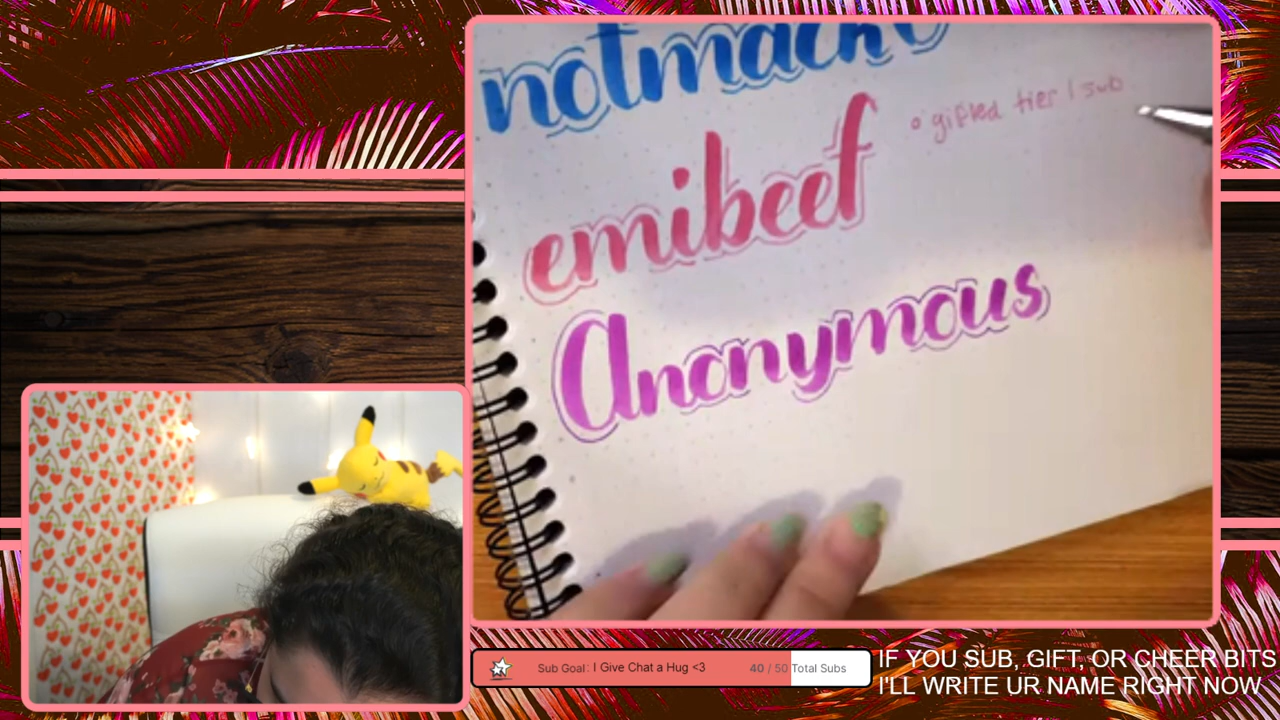 notmack
emibeef
° gifted tier 1 sub
Anonymous
Sub Goal: I Give Chat a Hug <3 40 / 50 Total Subs
IF YOU SUB, GIFT, OR CHEER BITS
I'LL WRITE UR NAME RIGHT NOW